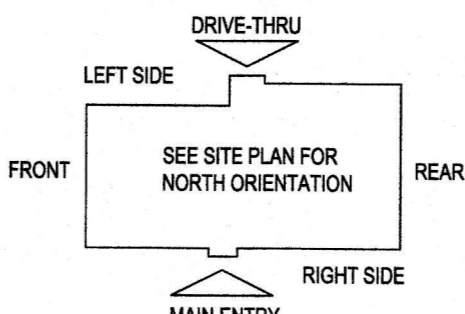 DRIVE-THRU
LEFT SIDE
FRONT
SEE SITE PLAN FOR
NORTH ORIENTATION
REAR
RIGHT SIDE
MAIN ENTRY